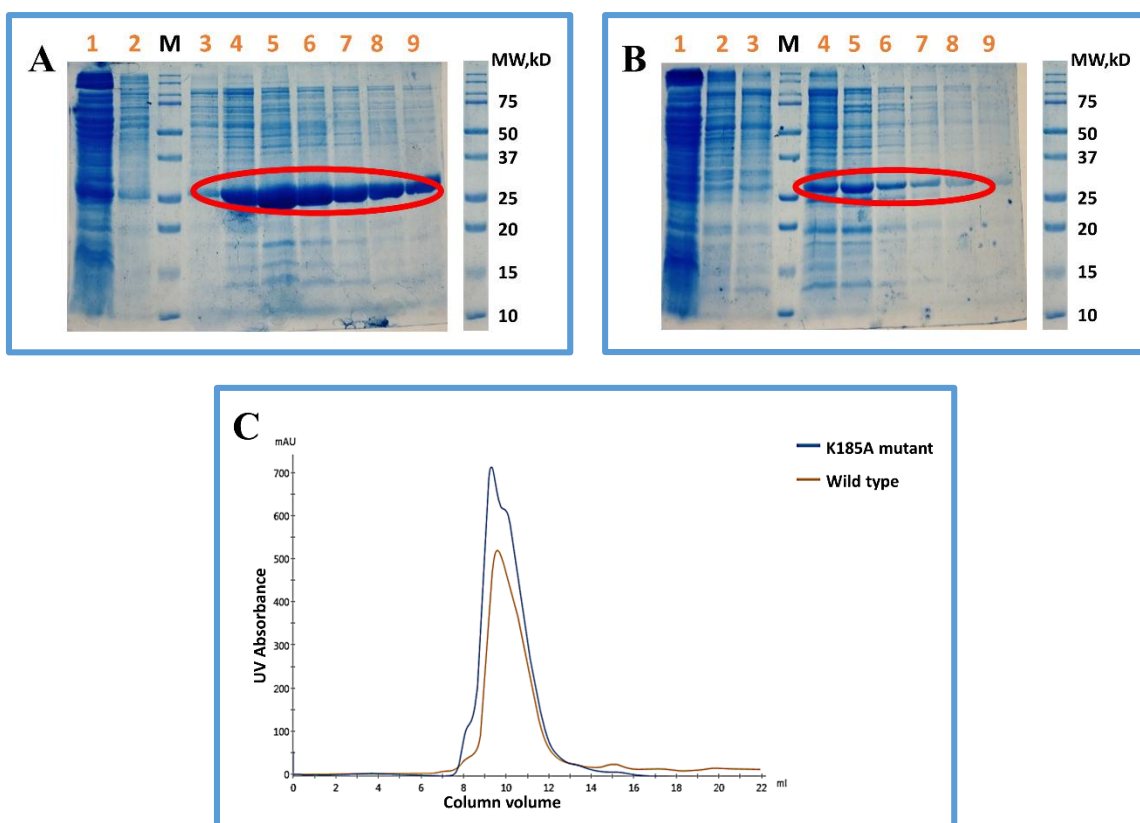 A
1 2 M 3 4 5 6 7 8 9
MW,kD
75
50
37
25
20
15
10
B
1 2 3 M 4 5 6 7 8 9
MW,kD
75
50
37
25
20
15
10
C
mAU
700
600
500
400
300
200
100
0
UV Absorbance
0 2 4 6 8 10 12 14 16 18 20 22 ml
Column volume
K185A mutant
Wild type